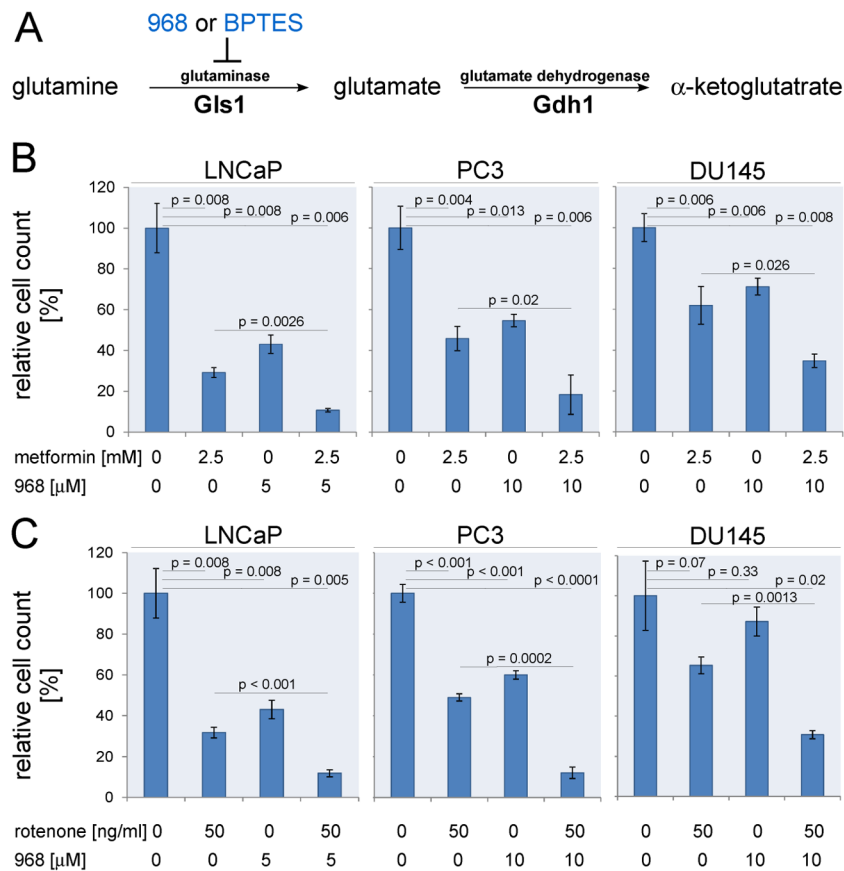 A
968 or BPTES
glutaminase
glutamate dehydrogenase
glutamine
glutamate
α-ketoglutatrate
Gls1
Gdh1
B
LNCaP
PC3
DU145
relative cell count
[%]
120
100
80
60
40
20
0
p = 0.008
p = 0.008
p = 0.006
p = 0.0026
p = 0.004
p = 0.013
p = 0.006
p = 0.02
p = 0.006
p = 0.006
p = 0.008
p = 0.026
metformin [mM] 0 2.5 0 2.5 0 2.5 0 2.5 0 2.5 0 2.5
968 [μM] 0 0 5 5 0 0 10 10 0 0 10 10
C
LNCaP
PC3
DU145
relative cell count
[%]
120
100
80
60
40
20
0
p = 0.008
p = 0.008
p = 0.005
p < 0.001
p < 0.001
p < 0.001
p < 0.0001
p = 0.0002
p = 0.07
p = 0.33
p = 0.02
p = 0.0013
rotenone [ng/ml] 0 50 0 50 0 50 0 50 0 50 0 50
968 [μM] 0 0 5 5 0 0 10 10 0 0 10 10